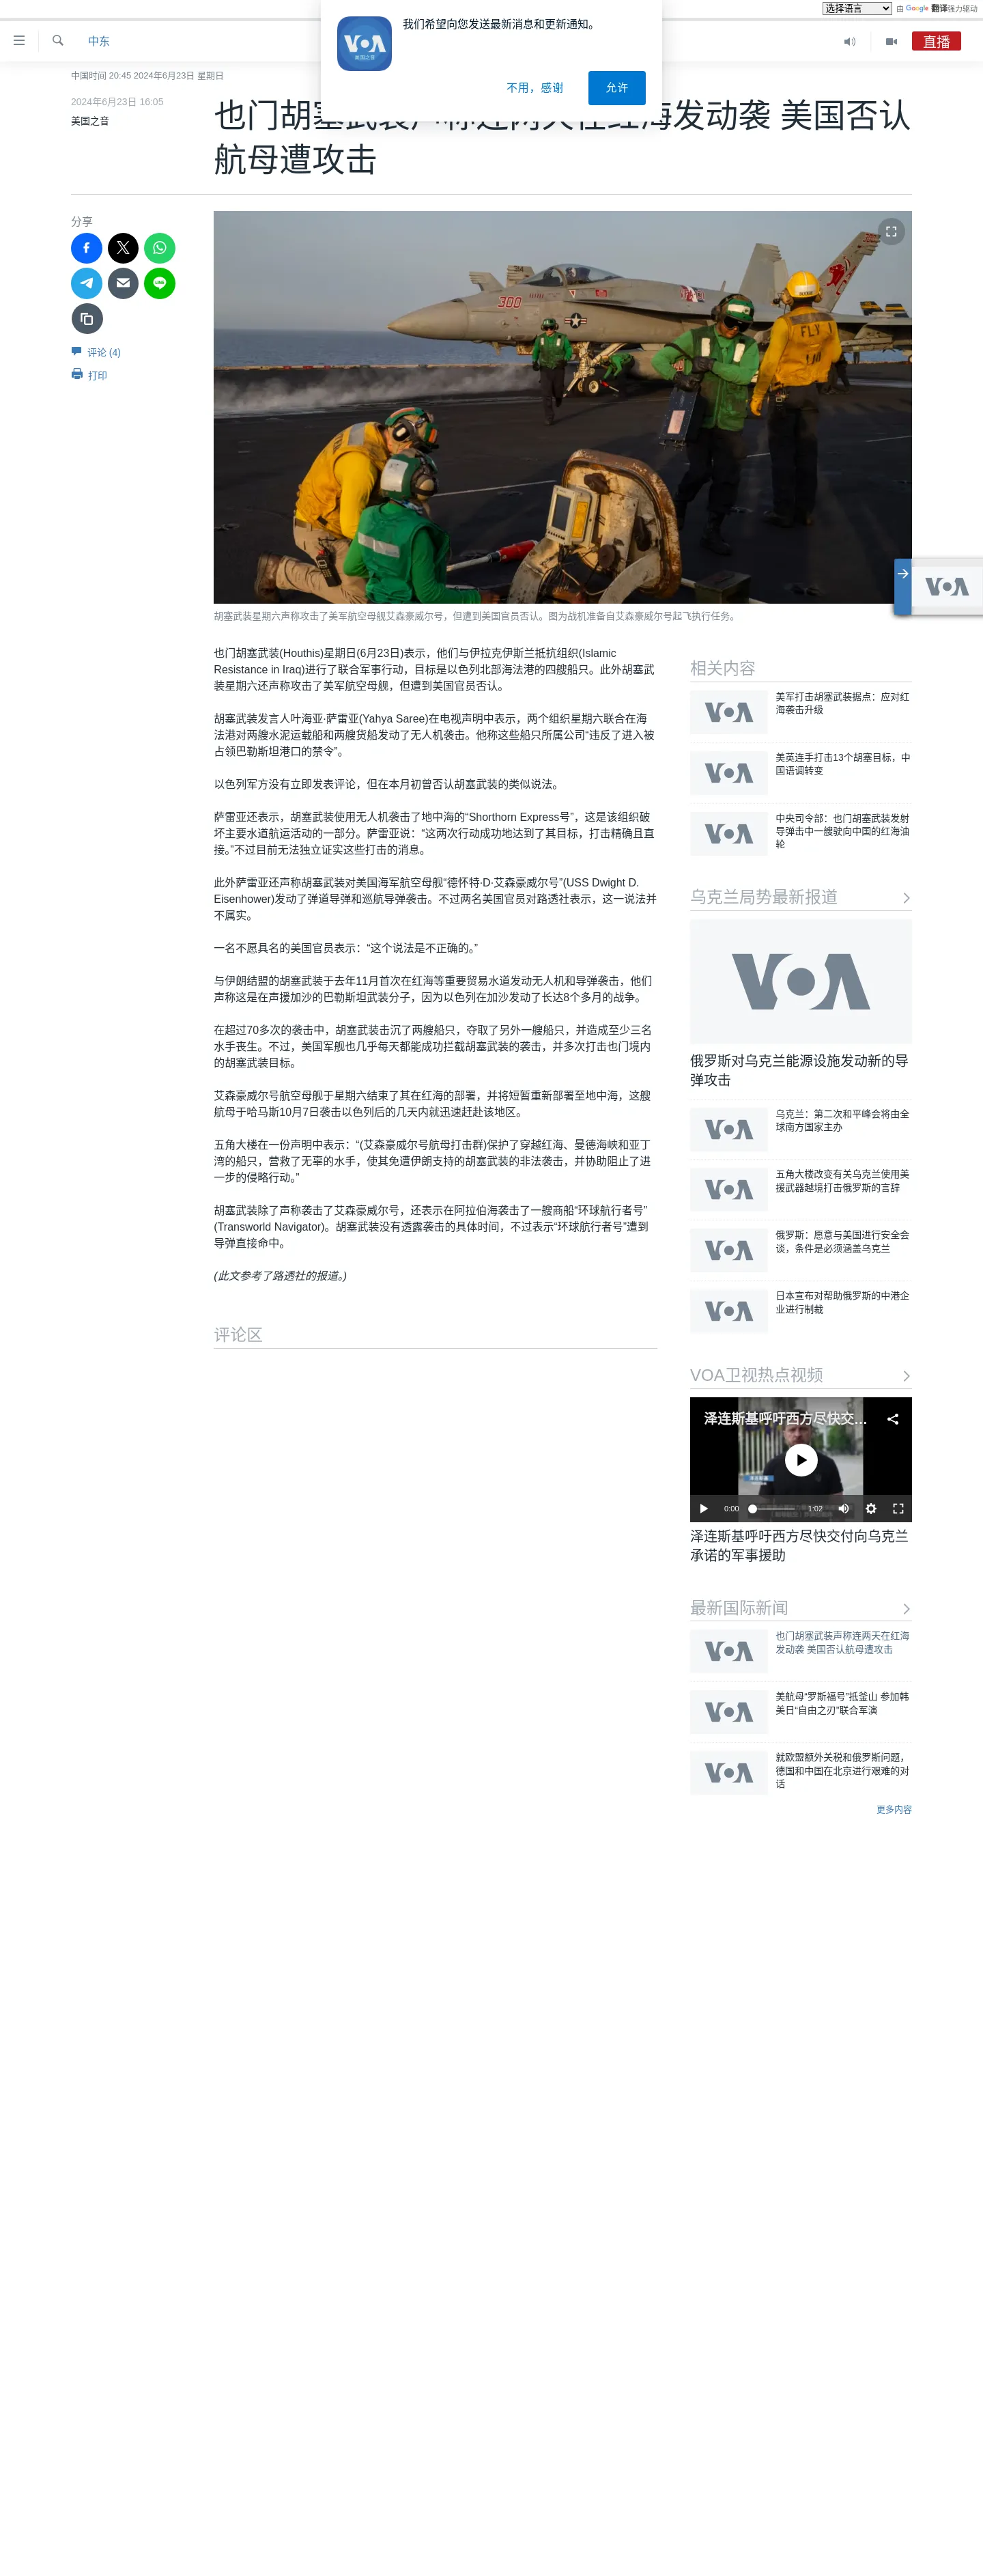 选择语言 由 Google 翻译强力驱动
我们希望向您发送最新消息和更新通知。
VOA
美国之音
不用，感谢
允许
中东
直播
中国时间 20:45 2024年6月23日 星期日
2024年6月23日 16:05
美国之音
海发动袭 美国否认
航母遭攻击
分享
评论 (4)
打印
300
FLY
胡塞武装星期六声称攻击了美军航空母舰艾森豪威尔号，但遭到美国官员否认。图为战机准备自艾森豪威尔号起飞执行任务。
VOA
也门胡塞武装(Houthis)星期日(6月23日)表示，他们与伊拉克伊斯兰抵抗组织(Islamic
Resistance in Iraq)进行了联合军事行动，目标是以色列北部海法港的四艘船只。此外胡塞武
装星期六还声称攻击了美军航空母舰，但遭到美国官员否认。
胡塞武装发言人叶海亚·萨雷亚(Yahya Saree)在电视声明中表示，两个组织星期六联合在海
法港对两艘水泥运载船和两艘货船发动了无人机袭击。他称这些船只所属公司“违反了进入被
占领巴勒斯坦港口的禁令”。
以色列军方没有立即发表评论，但在本月初曾否认胡塞武装的类似说法。
萨雷亚还表示，胡塞武装使用无人机袭击了地中海的“Shorthorn Express号”，这是该组织破
坏主要水道航运活动的一部分。萨雷亚说：“这两次行动成功地达到了其目标，打击精确且直
接。”不过目前无法独立证实这些打击的消息。
此外萨雷亚还声称胡塞武装对美国海军航空母舰“德怀特·D·艾森豪威尔号”(USS Dwight D.
Eisenhower)发动了弹道导弹和巡航导弹袭击。不过两名美国官员对路透社表示，这一说法并
不属实。
一名不愿具名的美国官员表示：“这个说法是不正确的。”
与伊朗结盟的胡塞武装于去年11月首次在红海等重要贸易水道发动无人机和导弹袭击，他们
声称这是在声援加沙的巴勒斯坦武装分子，因为以色列在加沙发动了长达8个多月的战争。
在超过70多次的袭击中，胡塞武装击沉了两艘船只，夺取了另外一艘船只，并造成至少三名
水手丧生。不过，美国军舰也几乎每天都能成功拦截胡塞武装的袭击，并多次打击也门境内
的胡塞武装目标。
艾森豪威尔号航空母舰于星期六结束了其在红海的部署，并将短暂重新部署至地中海，这艘
航母于哈马斯10月7日袭击以色列后的几天内就迅速赶赴该地区。
五角大楼在一份声明中表示：“(艾森豪威尔号航母打击群)保护了穿越红海、曼德海峡和亚丁
湾的船只，营救了无辜的水手，使其免遭伊朗支持的胡塞武装的非法袭击，并协助阻止了进
一步的侵略行动。”
胡塞武装除了声称袭击了艾森豪威尔号，还表示在阿拉伯海袭击了一艘商船“环球航行者号”
(Transworld Navigator)。胡塞武装没有透露袭击的具体时间，不过表示“环球航行者号”遭到
导弹直接命中。
(此文参考了路透社的报道。)
评论区
相关内容
VOA
美军打击胡塞武装据点：应对红
海袭击升级
VOA
美英连手打击13个胡塞目标，中
国语调转变
VOA
中央司令部：也门胡塞武装发射
导弹击中一艘驶向中国的红海油
轮
乌克兰局势最新报道
VOA
俄罗斯对乌克兰能源设施发动新的导
弹攻击
VOA
乌克兰：第二次和平峰会将由全
球南方国家主办
VOA
五角大楼改变有关乌克兰使用美
援武器越境打击俄罗斯的言辞
VOA
俄罗斯：愿意与美国进行安全会
谈，条件是必须涵盖乌克兰
VOA
日本宣布对帮助俄罗斯的中港企
业进行制裁
VOA卫视热点视频
泽连斯基呼吁西方尽快交...
0:00 1:02
泽连斯基呼吁西方尽快交付向乌克兰
承诺的军事援助
最新国际新闻
VOA
也门胡塞武装声称连两天在红海
发动袭 美国否认航母遭攻击
VOA
美航母“罗斯福号”抵釜山 参加韩
美日“自由之刃”联合军演
VOA
就欧盟额外关税和俄罗斯问题，
德国和中国在北京进行艰难的对
话
更多内容